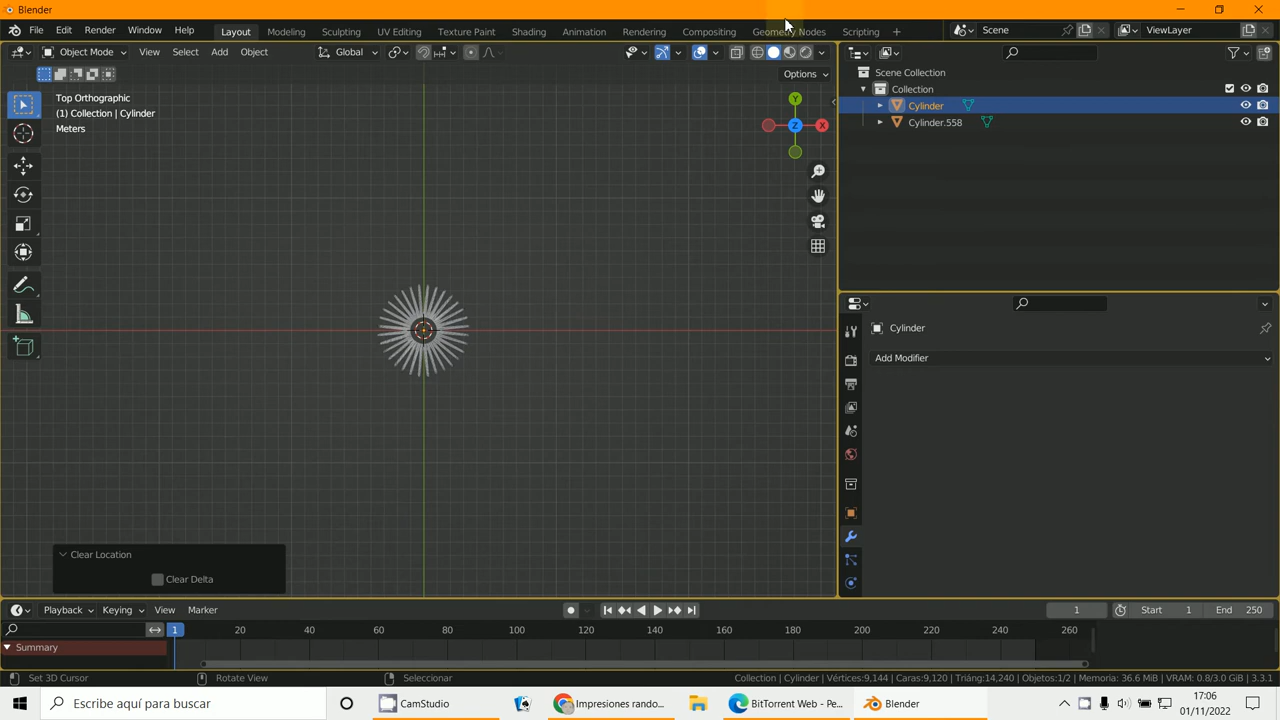 Blender
File Edit Render Window Help
Layout Modeling Sculpting UV Editing Texture Paint Shading Animation Rendering Compositing Geometry Nodes Scripting +
Scene
ViewLayer
Object Mode View Select Add Object
Global
Options
Top Orthographic
(1) Collection | Cylinder
Meters
Y
X
Z
Scene Collection
Collection
Cylinder
Cylinder.558
Cylinder
Add Modifier
Clear Location
Clear Delta
Playback Keying View Marker
1 Start 1 End 250
1 20 40 60 80 100 120 140 160 180 200 220 240 260
Summary
Set 3D Cursor Rotate View Seleccionar
Collection | Cylinder | Vértices:9,144 | Caras:9,120 | Triáng:14,240 | Objetos:1/2 | Memoria: 36.6 MiB | VRAM: 0.8/3.0 GiB | 3.3.1
Escribe aquí para buscar
CamStudio
Impresiones rando...
BitTorrent Web - Pe...
Blender
17:06
01/11/2022